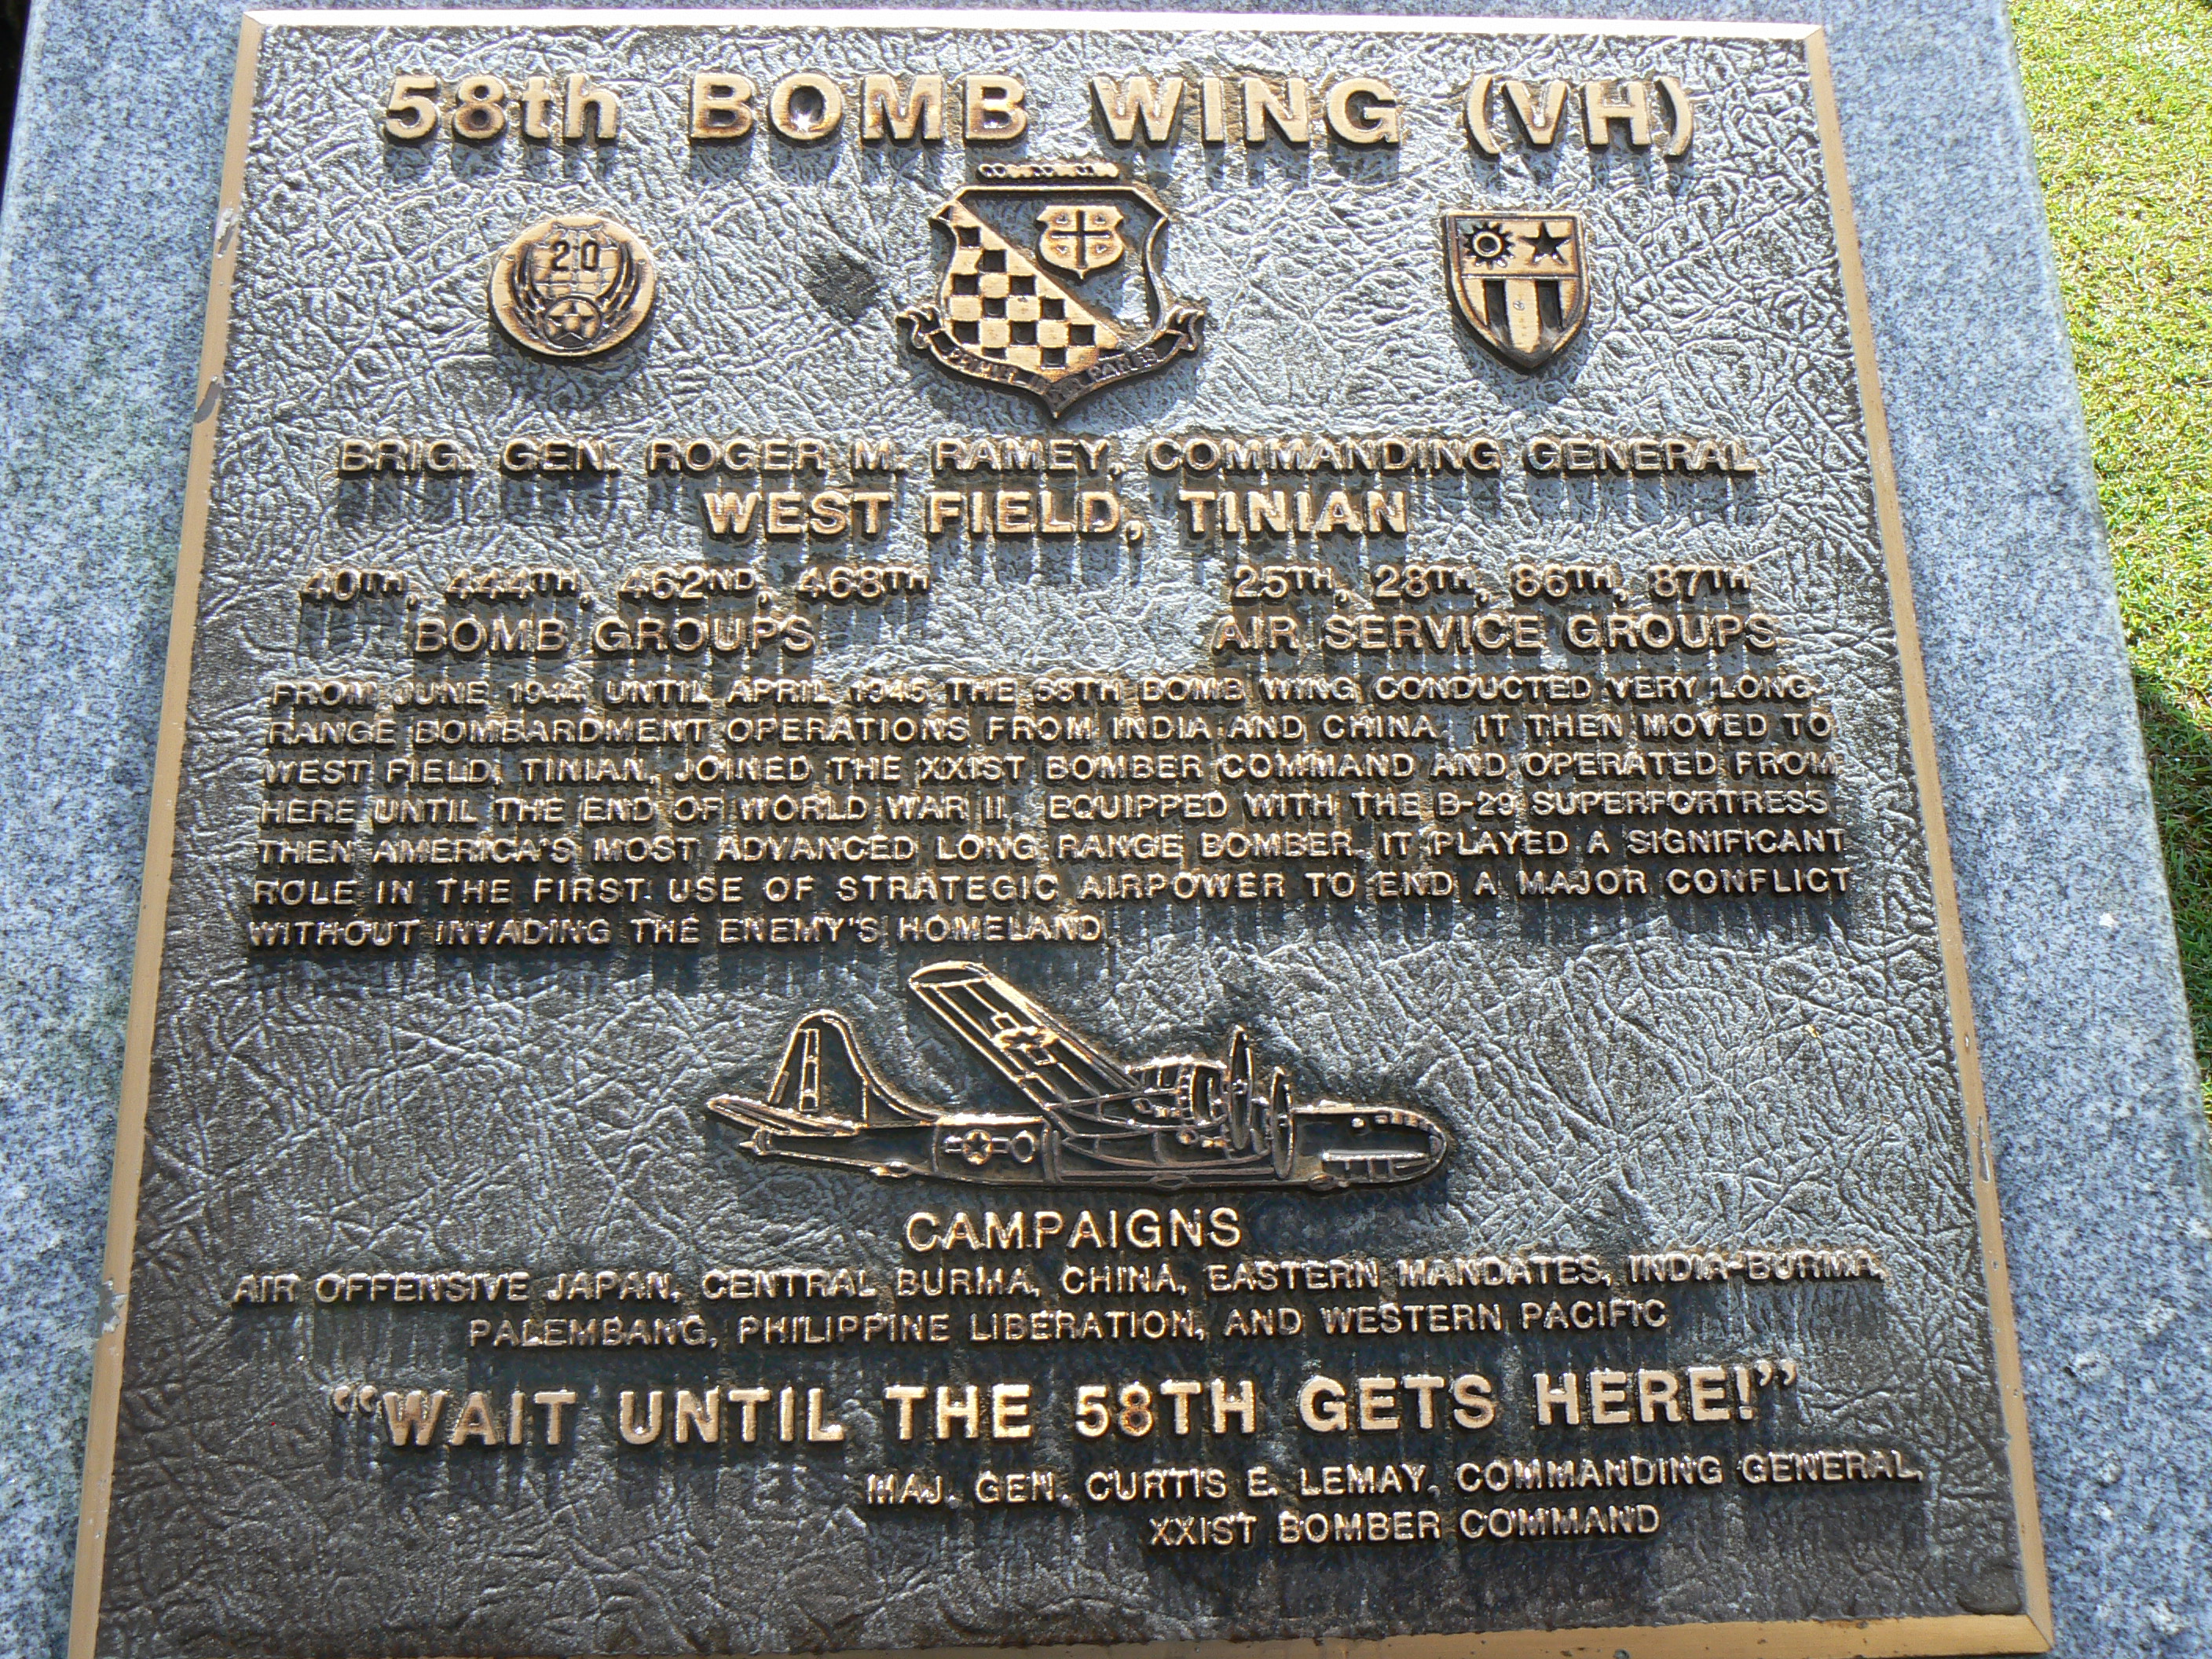 58th BOMB WING (VH)
20
BRIG. GEN. ROGER M. RAMEY, COMMANDING GENERAL
WEST FIELD, TINIAN
40TH, 444TH, 462ND, 468TH
BOMB GROUPS
25TH, 28TH, 86TH, 87TH
AIR SERVICE GROUPS
FROM JUNE 1944 UNTIL APRIL 1945 THE 58TH BOMB WING CONDUCTED VERY LONG
RANGE BOMBARDMENT OPERATIONS FROM INDIA AND CHINA. IT THEN MOVED TO
WEST FIELD, TINIAN, JOINED THE XXIST BOMBER COMMAND AND OPERATED FROM
HERE UNTIL THE END OF WORLD WAR II. EQUIPPED WITH THE B-29 SUPERFORTRESS
THEN AMERICA'S MOST ADVANCED LONG RANGE BOMBER. IT PLAYED A SIGNIFICANT
ROLE IN THE FIRST USE OF STRATEGIC AIRPOWER TO END A MAJOR CONFLICT
WITHOUT INVADING THE ENEMY'S HOMELAND.
CAMPAIGNS
AIR OFFENSIVE JAPAN, CENTRAL BURMA, CHINA, EASTERN MANDATES, INDIA-BURMA,
PALEMBANG, PHILIPPINE LIBERATION, AND WESTERN PACIFIC
“WAIT UNTIL THE 58TH GETS HERE!”
MAJ. GEN. CURTIS E. LEMAY, COMMANDING GENERAL,
XXIST BOMBER COMMAND